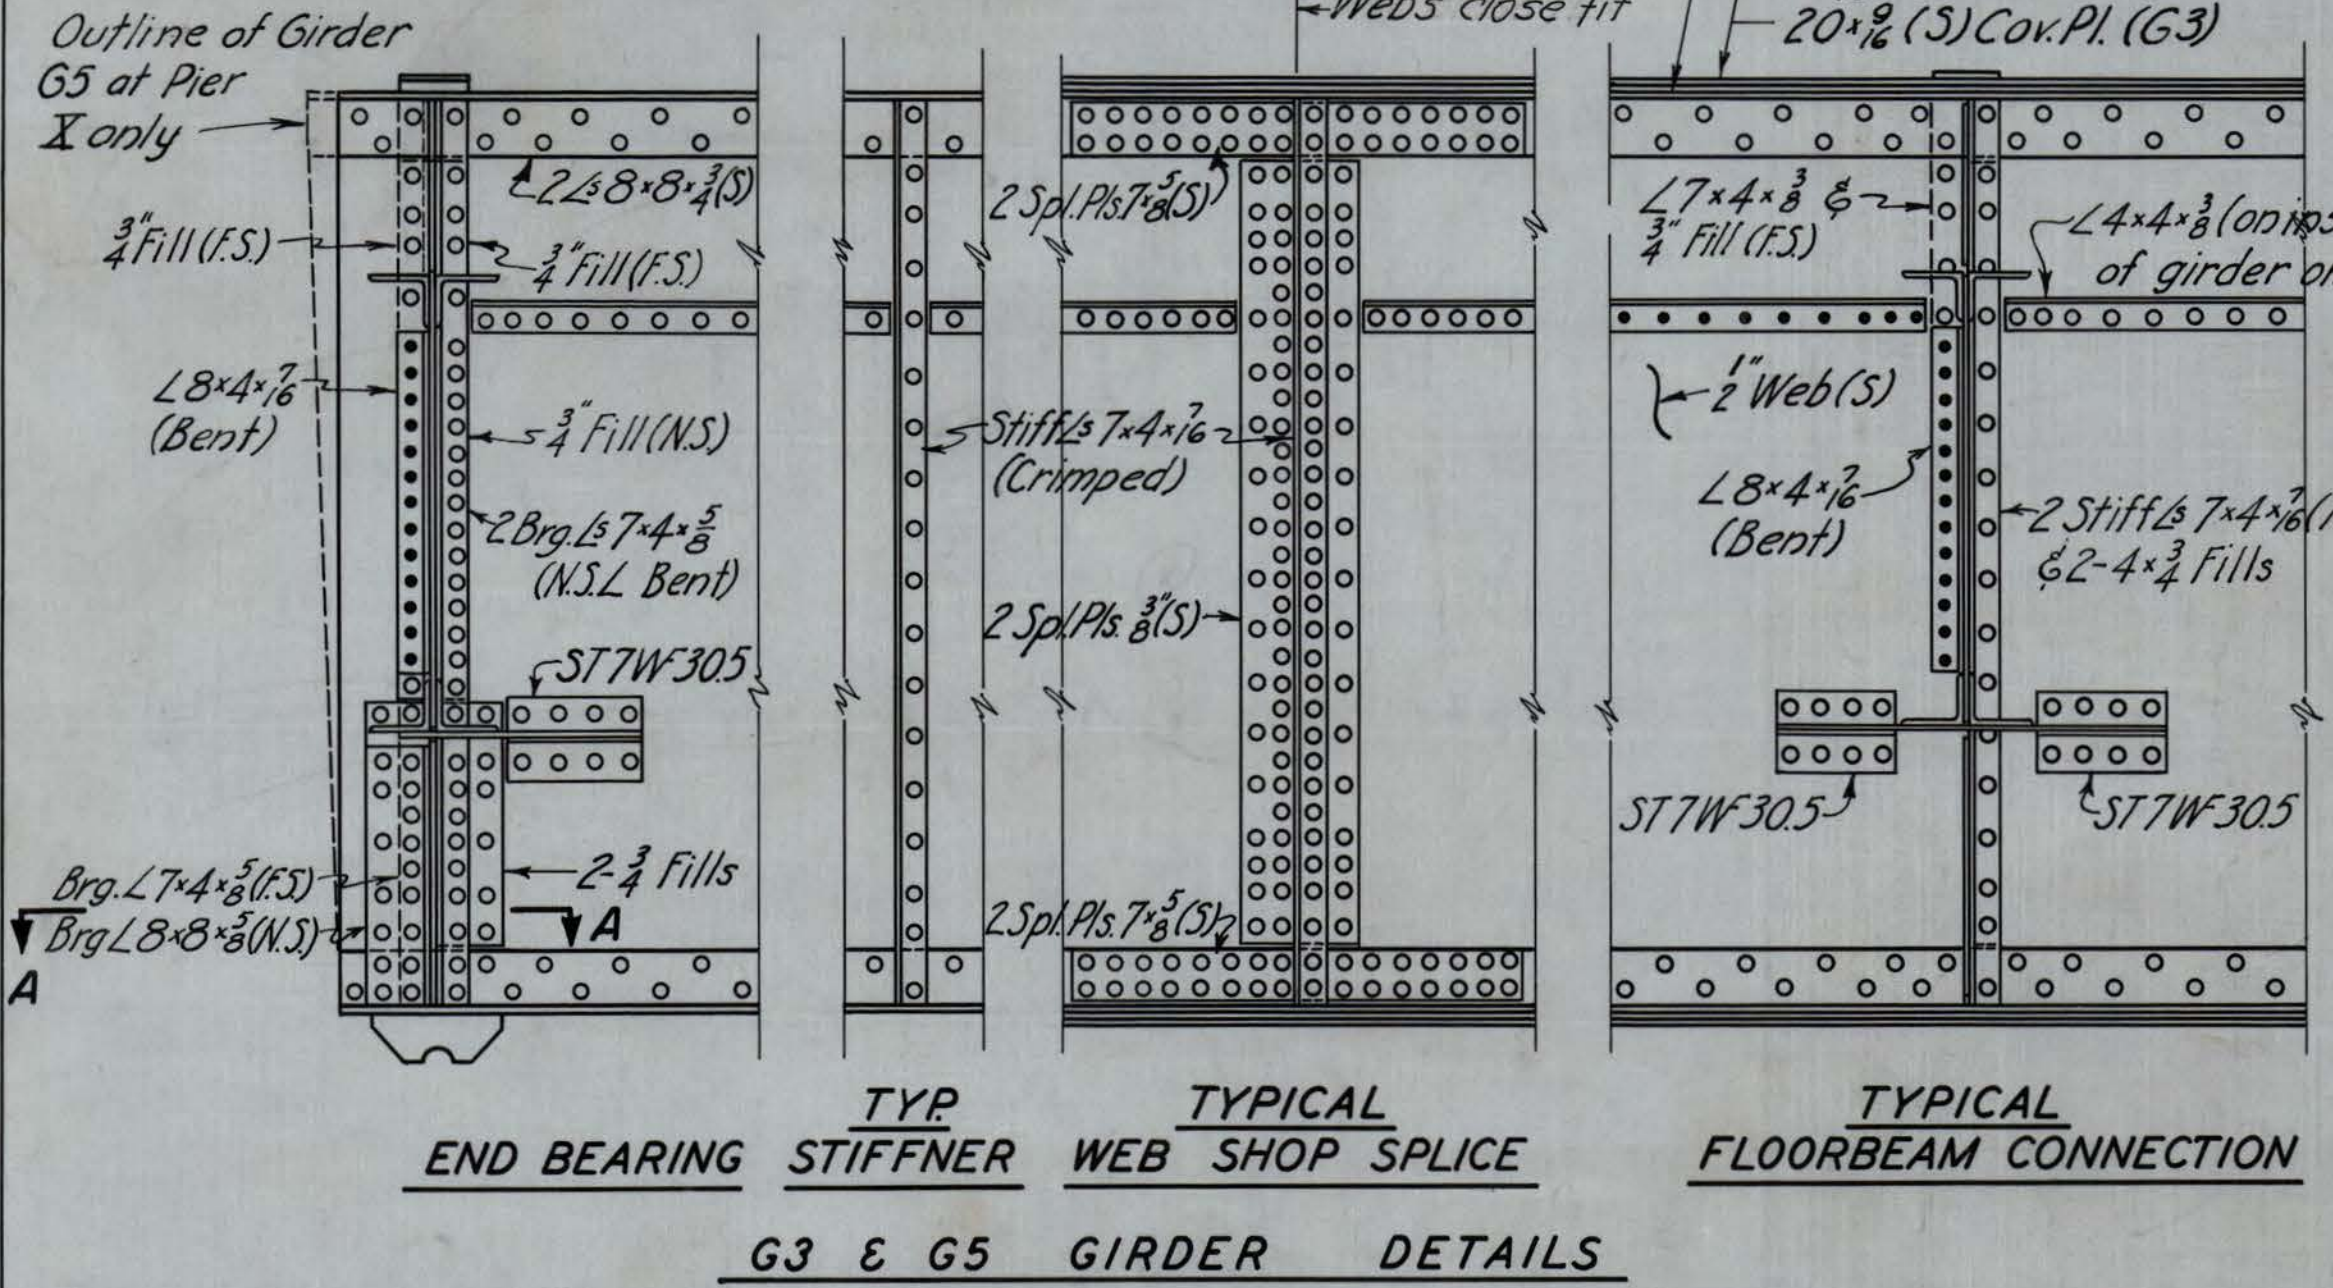 Outline of Girder
G5 at Pier
X only
3/4" Fill (F.S.)
2 ∠s 8×8×3/4 (S)
3/4" Fill (F.S.)
∠8×4×7/16
(Bent)
3/4" Fill (N.S.)
2 Brg. ∠s 7×4×5/8
(N.S.∠ Bent)
ST7WF30.5
Brg. ∠7×4×5/8 (F.S.)
Brg ∠8×8×5/8 (N.S.)
2-3/4 Fills
A
A
Webs close fit
2 Spl. Pls. 7×5/8 (S)
Stiff ∠s 7×4×7/16
(Crimped)
2 Spl. Pls. 3/8" (S)
2 Spl. Pls. 7×5/8 (S)
20×9/16 (S) Cov. Pl. (G3)
∠7×4×3/8 &
3/4" Fill (F.S.)
∠4×4×3/8 (on
of girder
1/2" Web (S)
∠8×4×7/16
(Bent)
2 Stiff ∠s 7×4×7/16
& 2-4×3/4 Fills
ST7WF30.5
ST7WF30.5
END BEARING
TYP.
STIFFNER
TYPICAL
WEB SHOP SPLICE
TYPICAL
FLOORBEAM CONNECTION
G3 & G5 GIRDER DETAILS